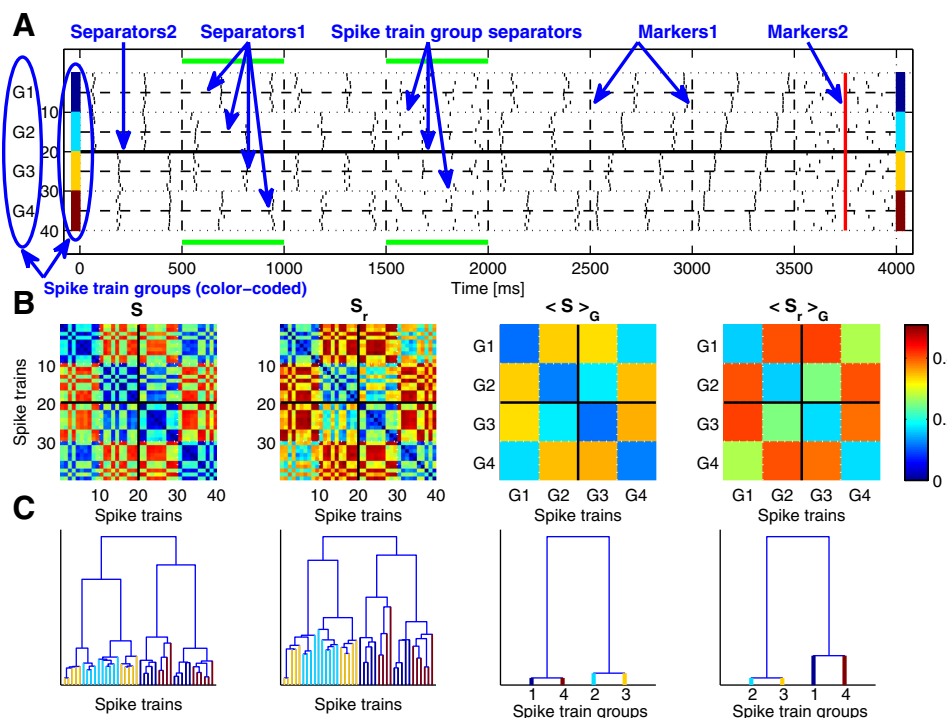 A
Separators2 Separators1 Spike train group separators Markers1 Markers2
G1
10
G2
20
G3
30
G4
40
0 500 1000 1500 2000 2500 3000 3500 4000
Spike train groups (color−coded) Time [ms]
B
S S_r < S >_G < S_r >_G
Spike trains
10
20
30
10 20 30 40
Spike trains
10
20
30
10 20 30 40
Spike trains
G1
G2
G3
G4
G1 G2 G3 G4
Spike trains
G1
G2
G3
G4
G1 G2 G3 G4
Spike trains
0.
0.
0
C
Spike trains
Spike trains
1 4 2 3
Spike train groups
2 3 1 4
Spike train groups